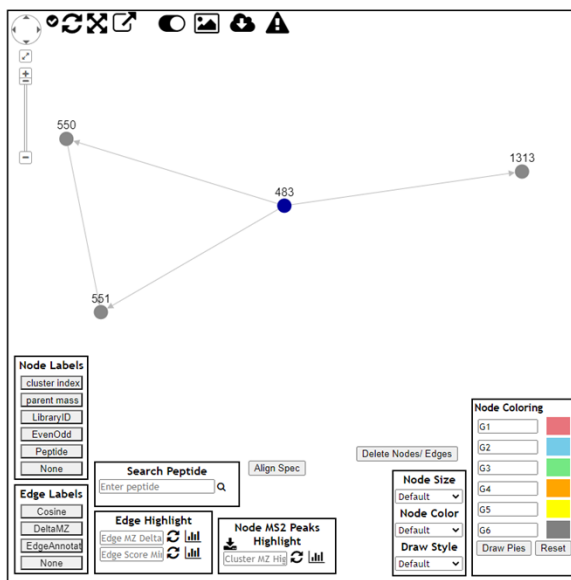 550
1313
483
551
Node Labels
cluster index
parent mass
LibraryID
EvenOdd
Peptide
None
Edge Labels
Cosine
DeltaMZ
EdgeAnnotat
None
Search Peptide
Enter peptide
Align Spec
Edge Highlight
Edge MZ Delta
Edge Score Mi
Node MS2 Peaks
Highlight
Cluster MZ Hig
Delete Nodes/ Edges
Node Size
Default
Node Color
Default
Draw Style
Default
Node Coloring
G1
G2
G3
G4
G5
G6
Draw Pies Reset